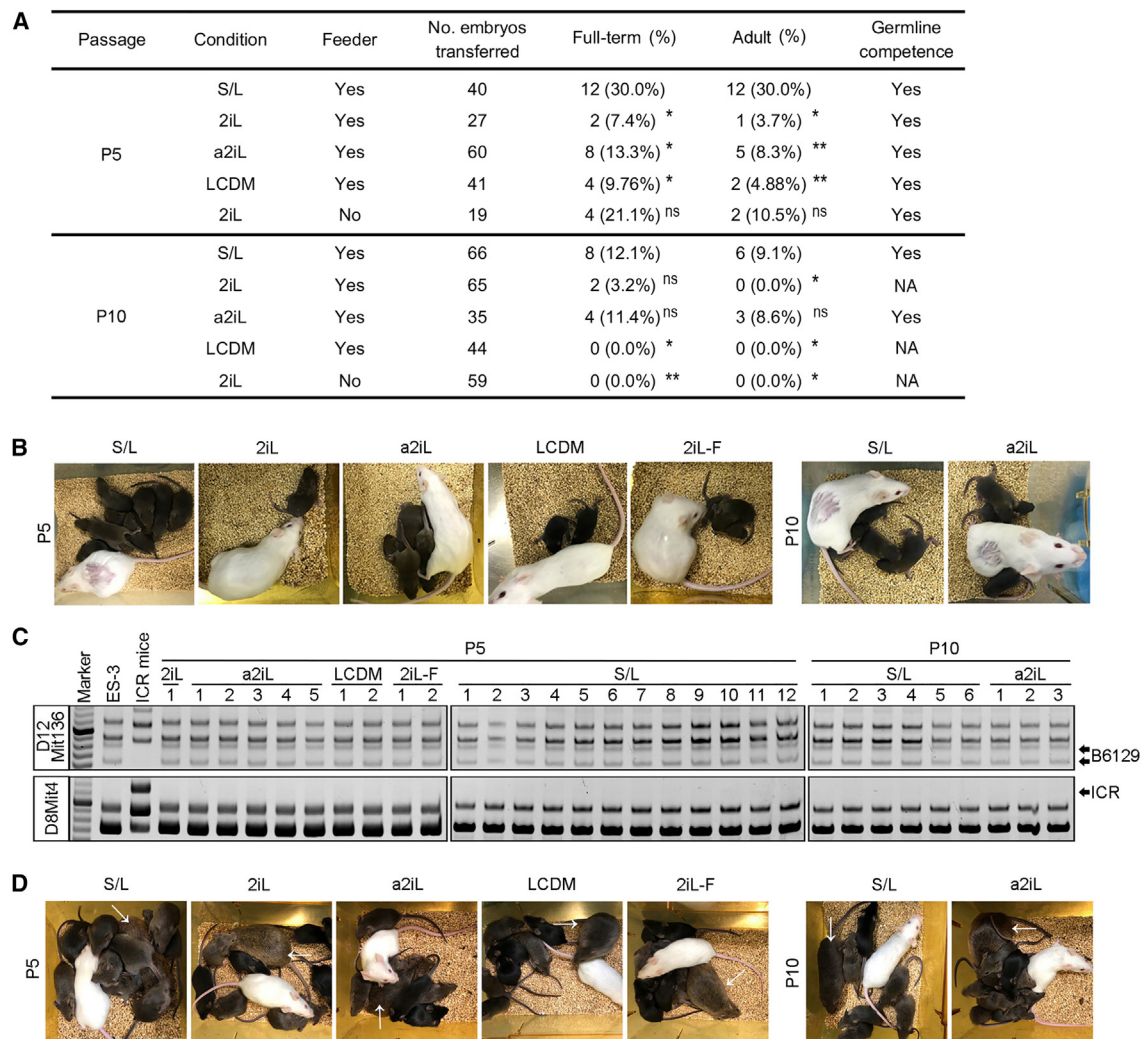 A
Passage Condition Feeder No. embryos transferred Full-term (%) Adult (%) Germline competence
P5
S/L Yes 40 12 (30.0%) 12 (30.0%) Yes
2iL Yes 27 2 (7.4%) * 1 (3.7%) * Yes
a2iL Yes 60 8 (13.3%) * 5 (8.3%) ** Yes
LCDM Yes 41 4 (9.76%) * 2 (4.88%) ** Yes
2iL No 19 4 (21.1%) ns 2 (10.5%) ns Yes
P10
S/L Yes 66 8 (12.1%) 6 (9.1%) Yes
2iL Yes 65 2 (3.2%) ns 0 (0.0%) * NA
a2iL Yes 35 4 (11.4%) ns 3 (8.6%) ns Yes
LCDM Yes 44 0 (0.0%) * 0 (0.0%) * NA
2iL No 59 0 (0.0%) ** 0 (0.0%) * NA
B
S/L 2iL a2iL LCDM 2iL-F S/L a2iL
P5 P10
C
P5 P10
Marker ES-3 ICR mice 2iL a2iL LCDM 2iL-F S/L S/L a2iL
1 1 2 3 4 5 1 2 1 2 1 2 3 4 5 6 7 8 9 10 11 12 1 2 3 4 5 6 1 2 3
D12
Mit136
B6129
D8Mit4
ICR
D
S/L 2iL a2iL LCDM 2iL-F S/L a2iL
P5 P10